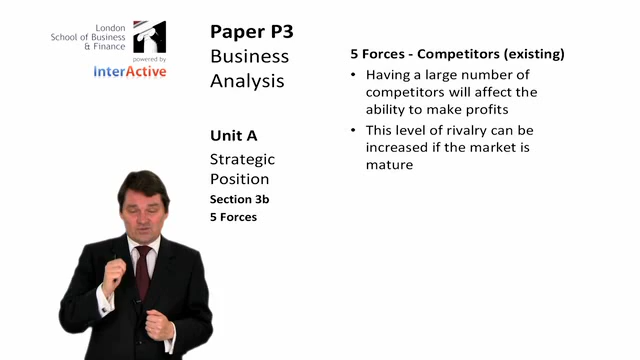 London
School of Business
& Finance
powered by
InterActive
Paper P3
Business
Analysis
Unit A
Strategic
Position
Section 3b
5 Forces
5 Forces - Competitors (existing)
• Having a large number of
competitors will affect the
ability to make profits
• This level of rivalry can be
increased if the market is
mature